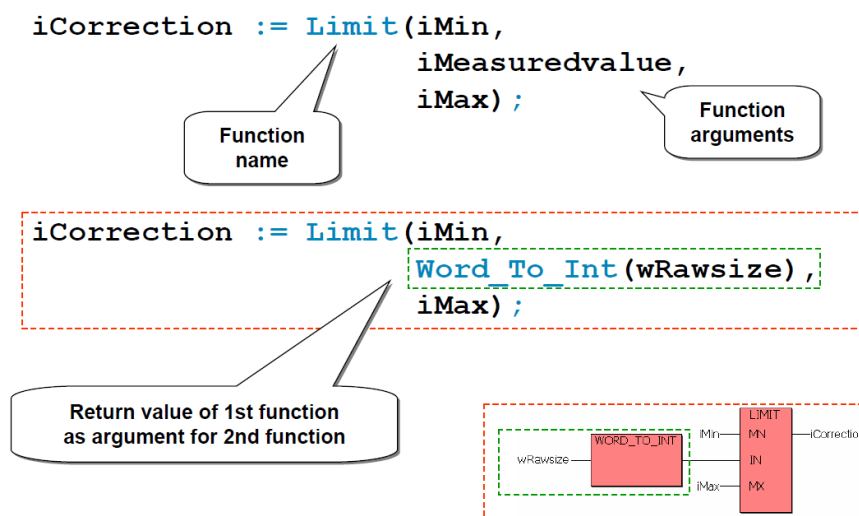 iCorrection := Limit(iMin,
iMeasuredvalue,
iMax);
Function
name
Function
arguments
iCorrection := Limit(iMin,
Word_To_Int(wRawsize),
iMax);
Return value of 1st function
as argument for 2nd function
LIMIT
iMin MN iCorrectio
WORD_TO_INT
wRawsize IN
iMax MX